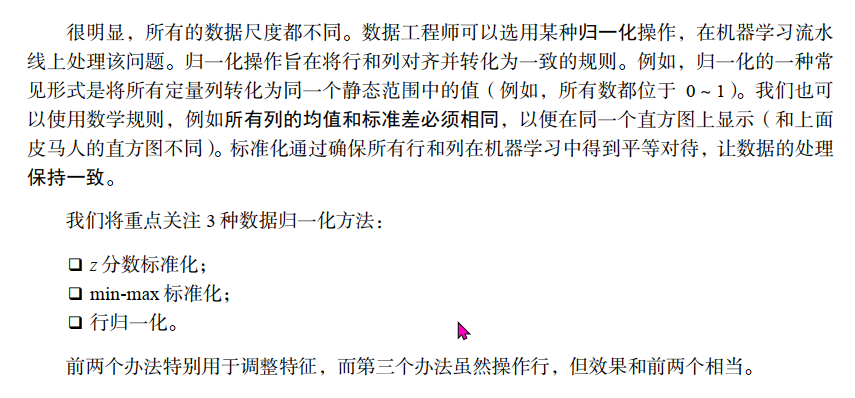 很明显，所有的数据尺度都不同。数据工程师可以选用某种归一化操作，在机器学习流水
线上处理该问题。归一化操作旨在将行和列对齐并转化为一致的规则。例如，归一化的一种常
见形式是将所有定量列转化为同一个静态范围中的值（例如，所有数都位于 0 ~ 1）。我们也可
以使用数学规则，例如所有列的均值和标准差必须相同，以便在同一个直方图上显示（和上面
皮马人的直方图不同）。标准化通过确保所有行和列在机器学习中得到平等对待，让数据的处理
保持一致。
我们将重点关注 3 种数据归一化方法：
❑ z 分数标准化；
❑ min-max 标准化；
❑ 行归一化。
前两个办法特别用于调整特征，而第三个办法虽然操作行，但效果和前两个相当。